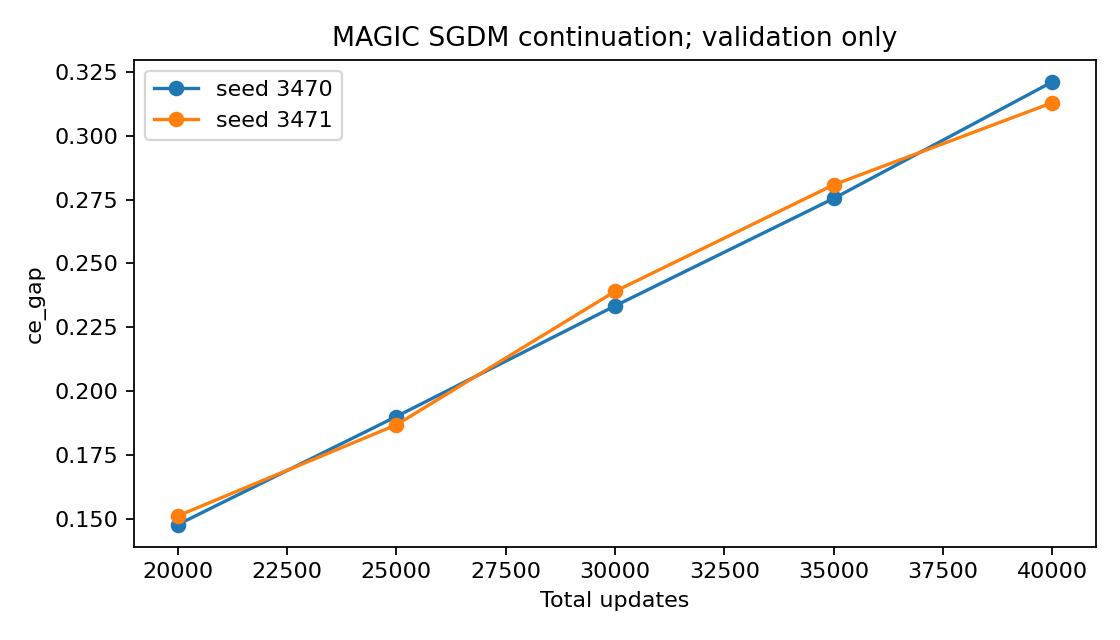 MAGIC SGDM continuation; validation only
seed 3470
seed 3471
0.325
0.300
0.275
0.250
0.225
0.200
0.175
0.150
ce_gap
20000 22500 25000 27500 30000 32500 35000 37500 40000
Total updates